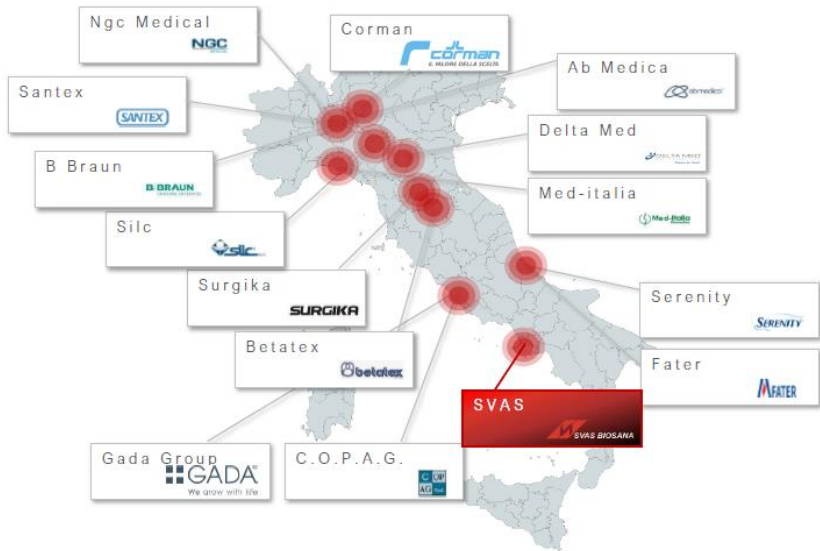 Ngc Medical
NGC
Corman
corman
IL VALORE DELLA SCELTA
Ab Medica
abmedica
Santex
SANTEX
Delta Med
DELTA MED
B Braun
B BRAUN
Med-italia
Med-Italia
Silc
silc
Surgika
SURGIKA
Serenity
SERENITY
Betatex
betatex
Fater
FATER
SVAS
SVAS BIOSANA
Gada Group
GADA
We grow with life
C.O.P.A.G.
C OP
AG